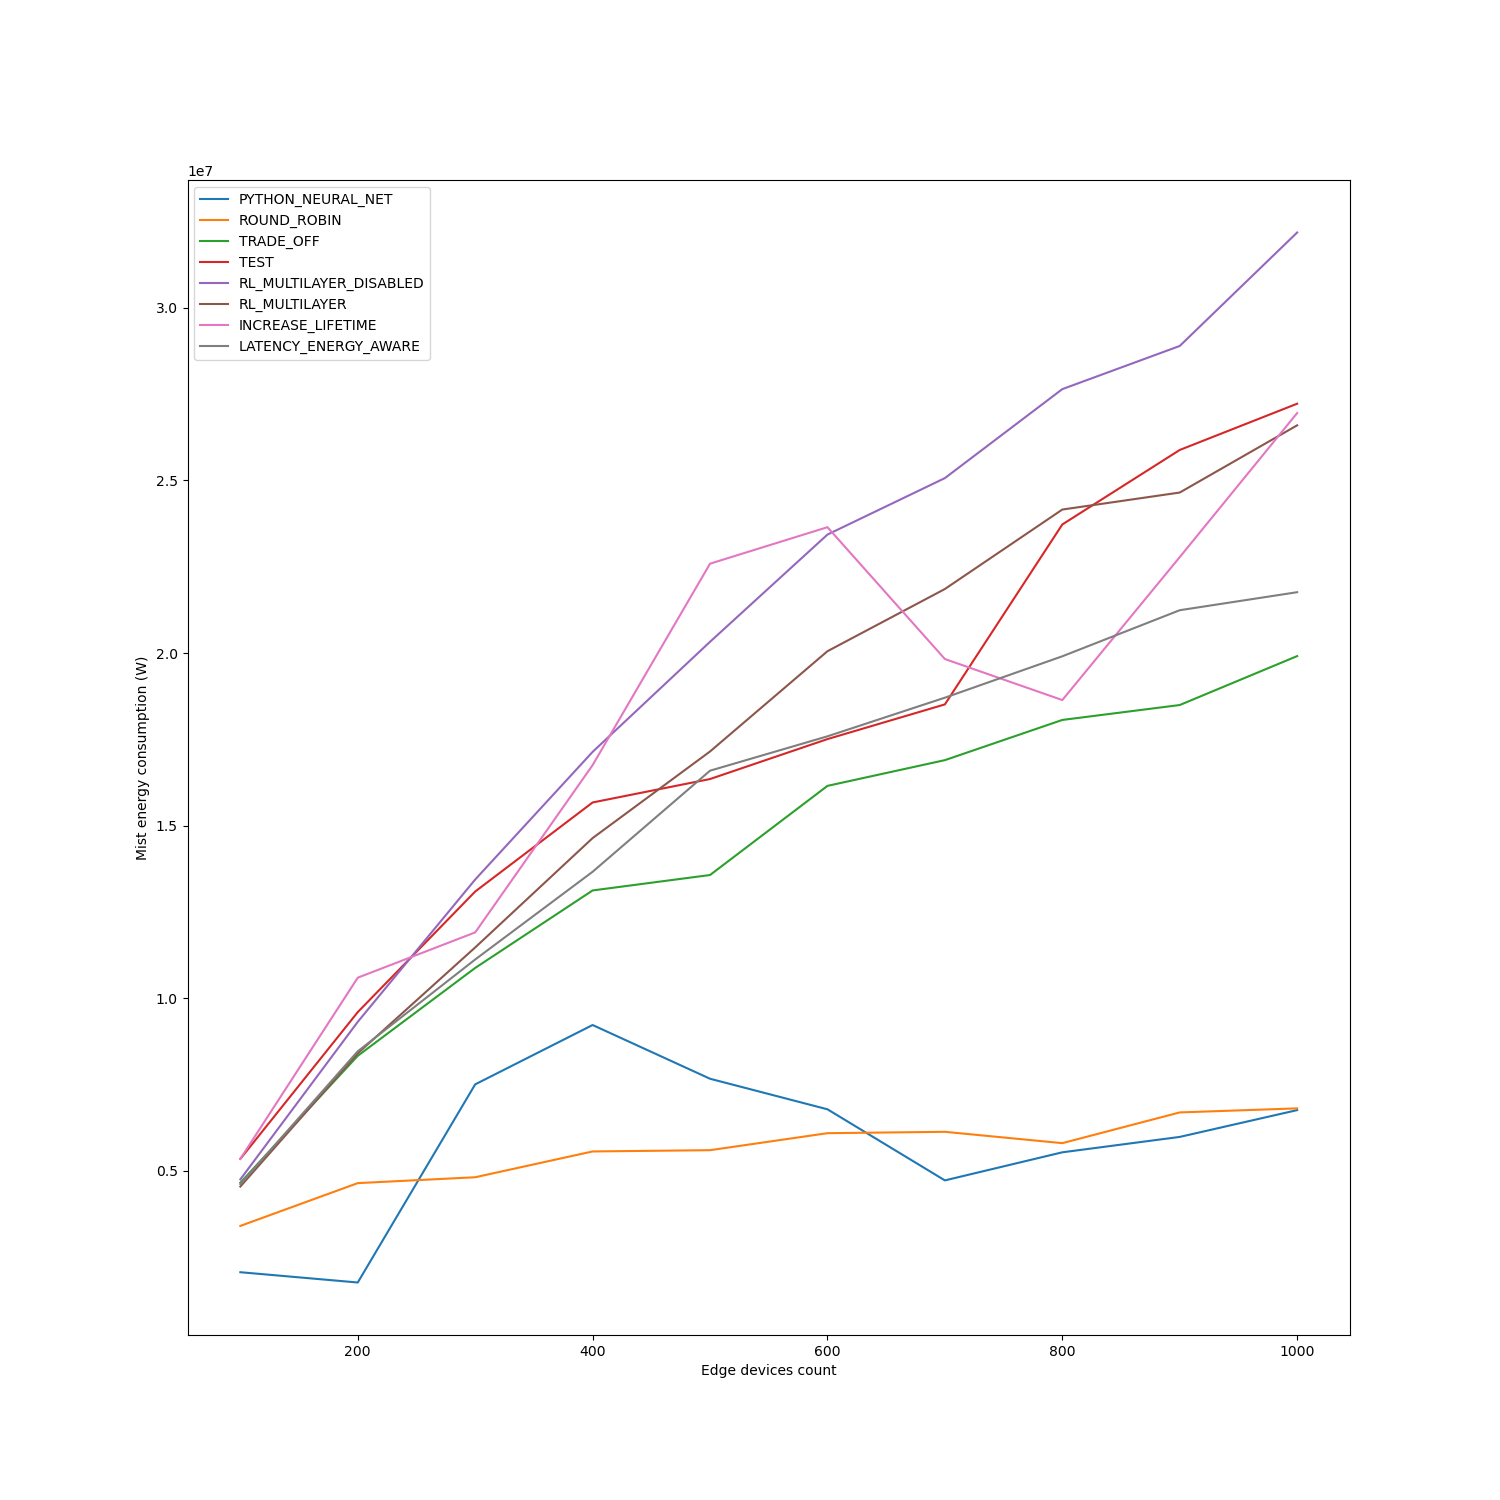 1e7
PYTHON_NEURAL_NET
ROUND_ROBIN
TRADE_OFF
TEST
RL_MULTILAYER_DISABLED
RL_MULTILAYER
INCREASE_LIFETIME
LATENCY_ENERGY_AWARE
3.0
2.5
2.0
1.5
1.0
0.5
Mist energy consumption (W)
200 400 600 800 1000
Edge devices count